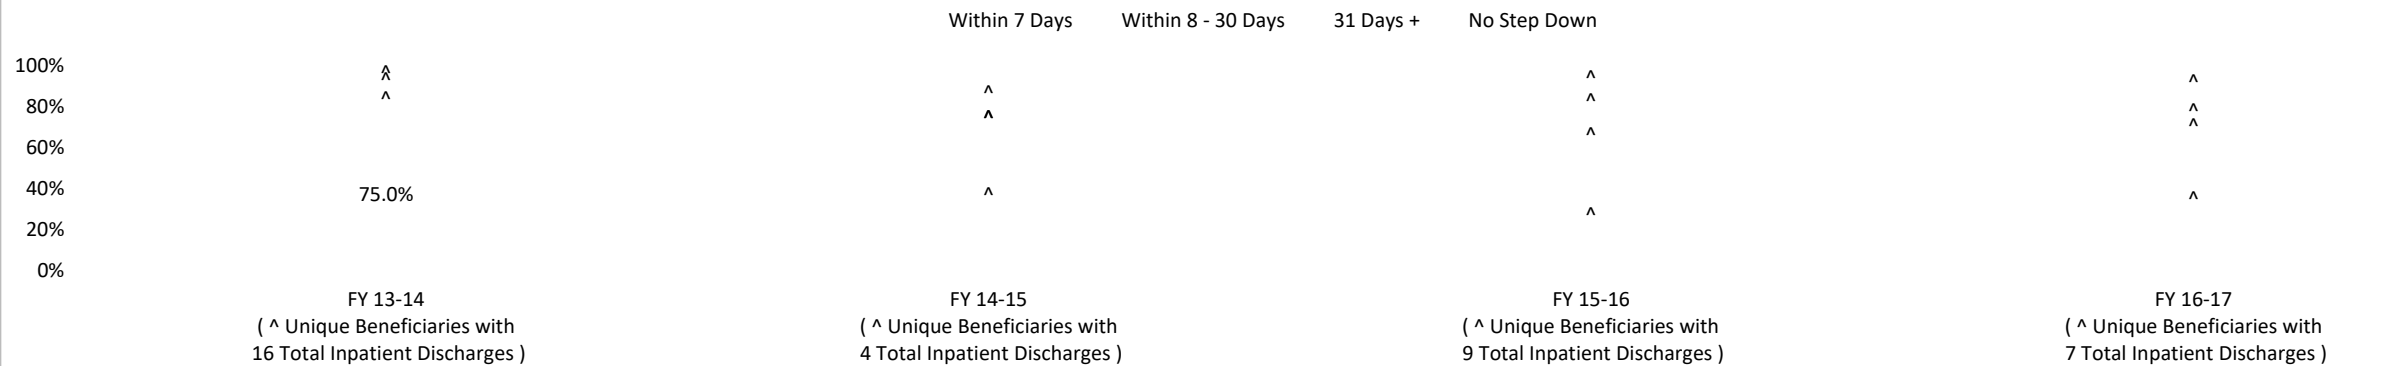 Within 7 Days Within 8 - 30 Days 31 Days + No Step Down
100%
80%
60%
40%
20%
0%
^
^
^
75.0%
^
^
^
^
^
^
^
^
^
^
^
FY 13-14
( ^ Unique Beneficiaries with
16 Total Inpatient Discharges )
FY 14-15
( ^ Unique Beneficiaries with
4 Total Inpatient Discharges )
FY 15-16
( ^ Unique Beneficiaries with
9 Total Inpatient Discharges )
FY 16-17
( ^ Unique Beneficiaries with
7 Total Inpatient Discharges )